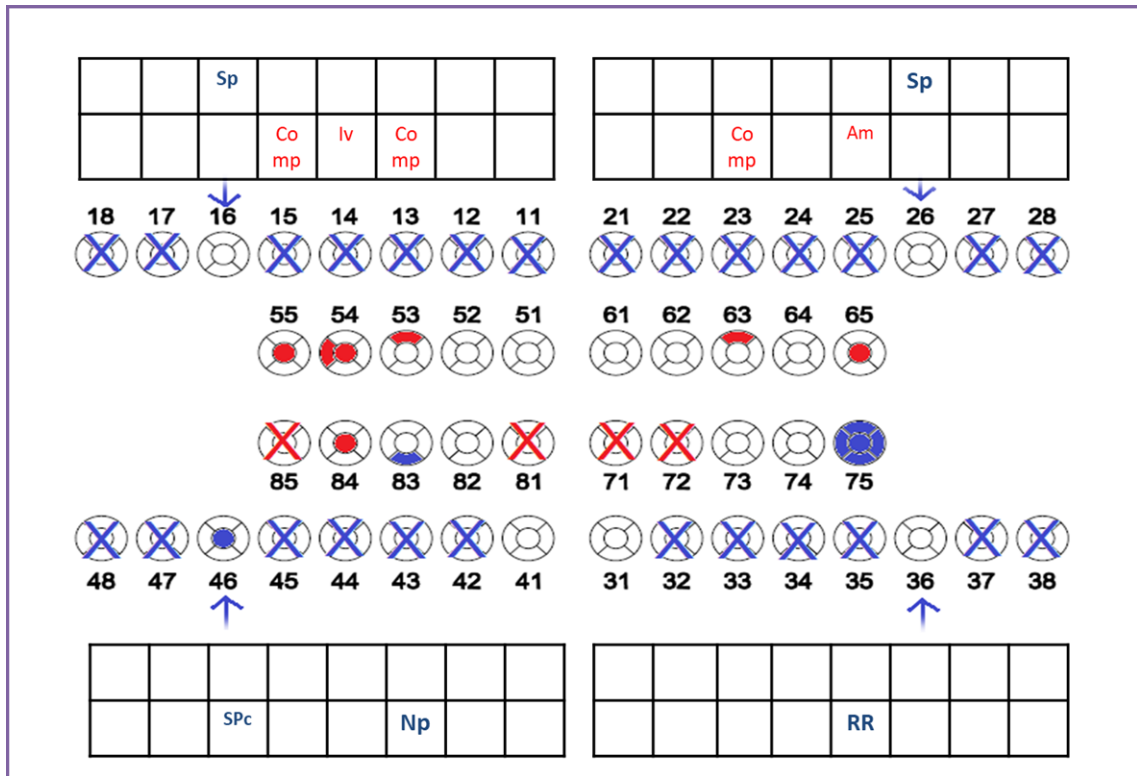 Sp Sp
Co
mp Iv Co
mp Co
mp Am
18 17 16 15 14 13 12 11 21 22 23 24 25 26 27 28
55 54 53 52 51 61 62 63 64 65
85 84 83 82 81 71 72 73 74 75
48 47 46 45 44 43 42 41 31 32 33 34 35 36 37 38
SPc Np RR